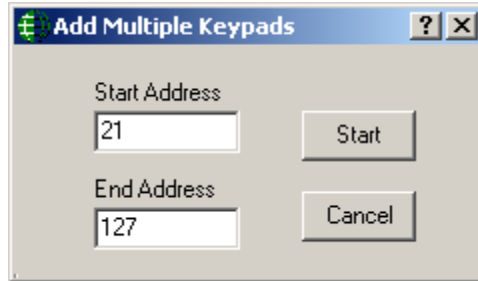 Add Multiple Keypads ?
Start Address
21
Start
End Address
127
Cancel